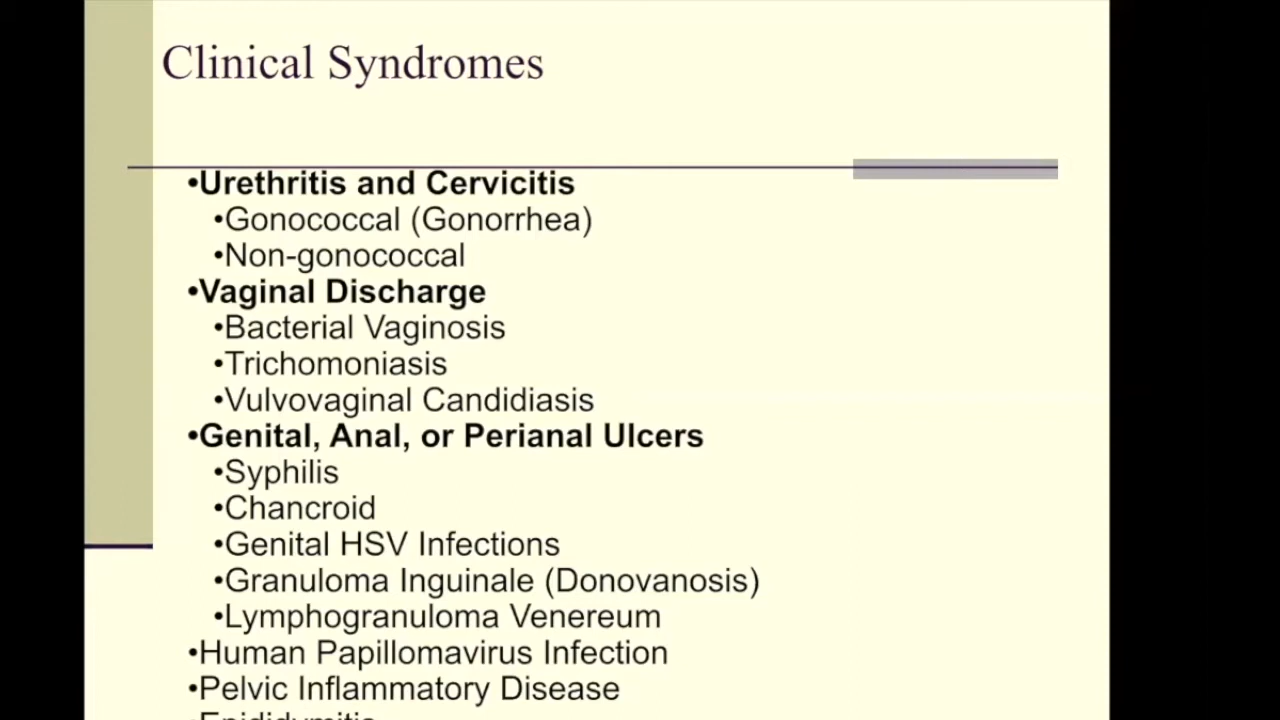 Clinical Syndromes
•Urethritis and Cervicitis
•Gonococcal (Gonorrhea)
•Non-gonococcal
•Vaginal Discharge
•Bacterial Vaginosis
•Trichomoniasis
•Vulvovaginal Candidiasis
•Genital, Anal, or Perianal Ulcers
•Syphilis
•Chancroid
•Genital HSV Infections
•Granuloma Inguinale (Donovanosis)
•Lymphogranuloma Venereum
•Human Papillomavirus Infection
•Pelvic Inflammatory Disease
•Epididymitis